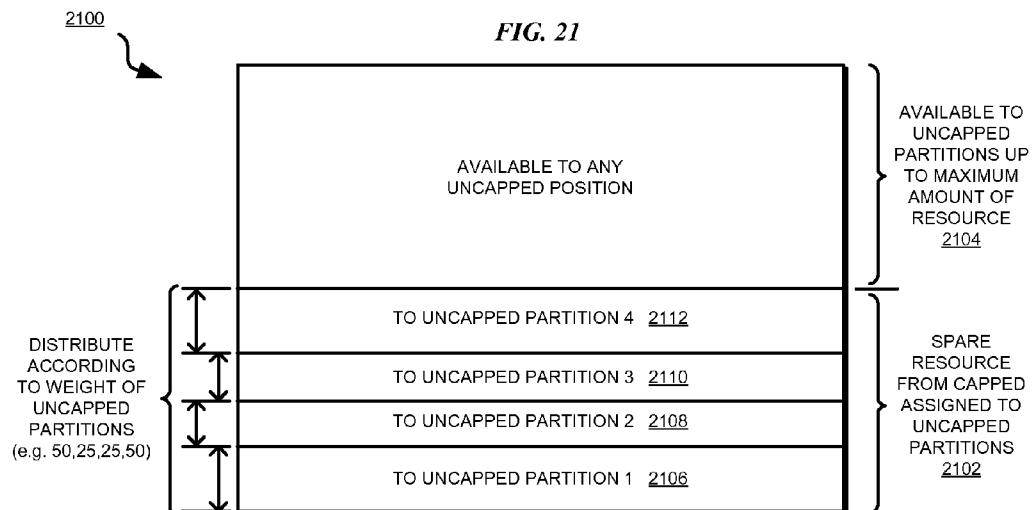 2100
FIG. 21
AVAILABLE TO ANY
UNCAPPED POSITION
AVAILABLE TO
UNCAPPED
PARTITIONS UP
TO MAXIMUM
AMOUNT OF
RESOURCE
2104
TO UNCAPPED PARTITION 4 2112
TO UNCAPPED PARTITION 3 2110
TO UNCAPPED PARTITION 2 2108
TO UNCAPPED PARTITION 1 2106
DISTRIBUTE
ACCORDING
TO WEIGHT OF
UNCAPPED
PARTITIONS
(e.g. 50,25,25,50)
SPARE
RESOURCE
FROM CAPPED
ASSIGNED TO
UNCAPPED
PARTITIONS
2102